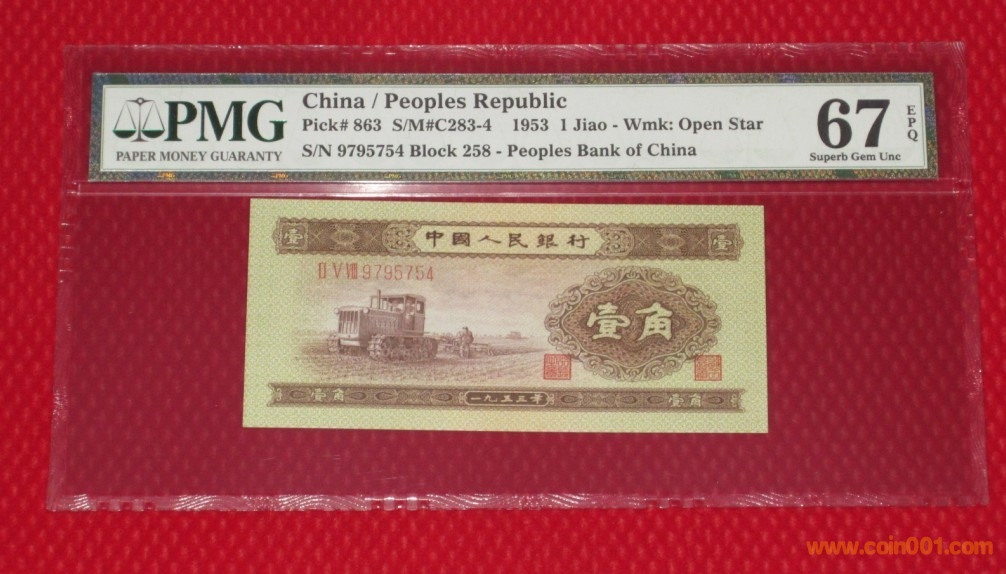 PMG
PAPER MONEY GUARANTY
China / Peoples Republic
Pick# 863 S/M#C283-4 1953 1 Jiao - Wmk: Open Star
S/N 9795754 Block 258 - Peoples Bank of China
67
EPQ
Superb Gem Unc
壹 中國人民銀行 壹
II V VIII 9795754
壹角
壹角 一九五三年 壹角
www.coin001.com